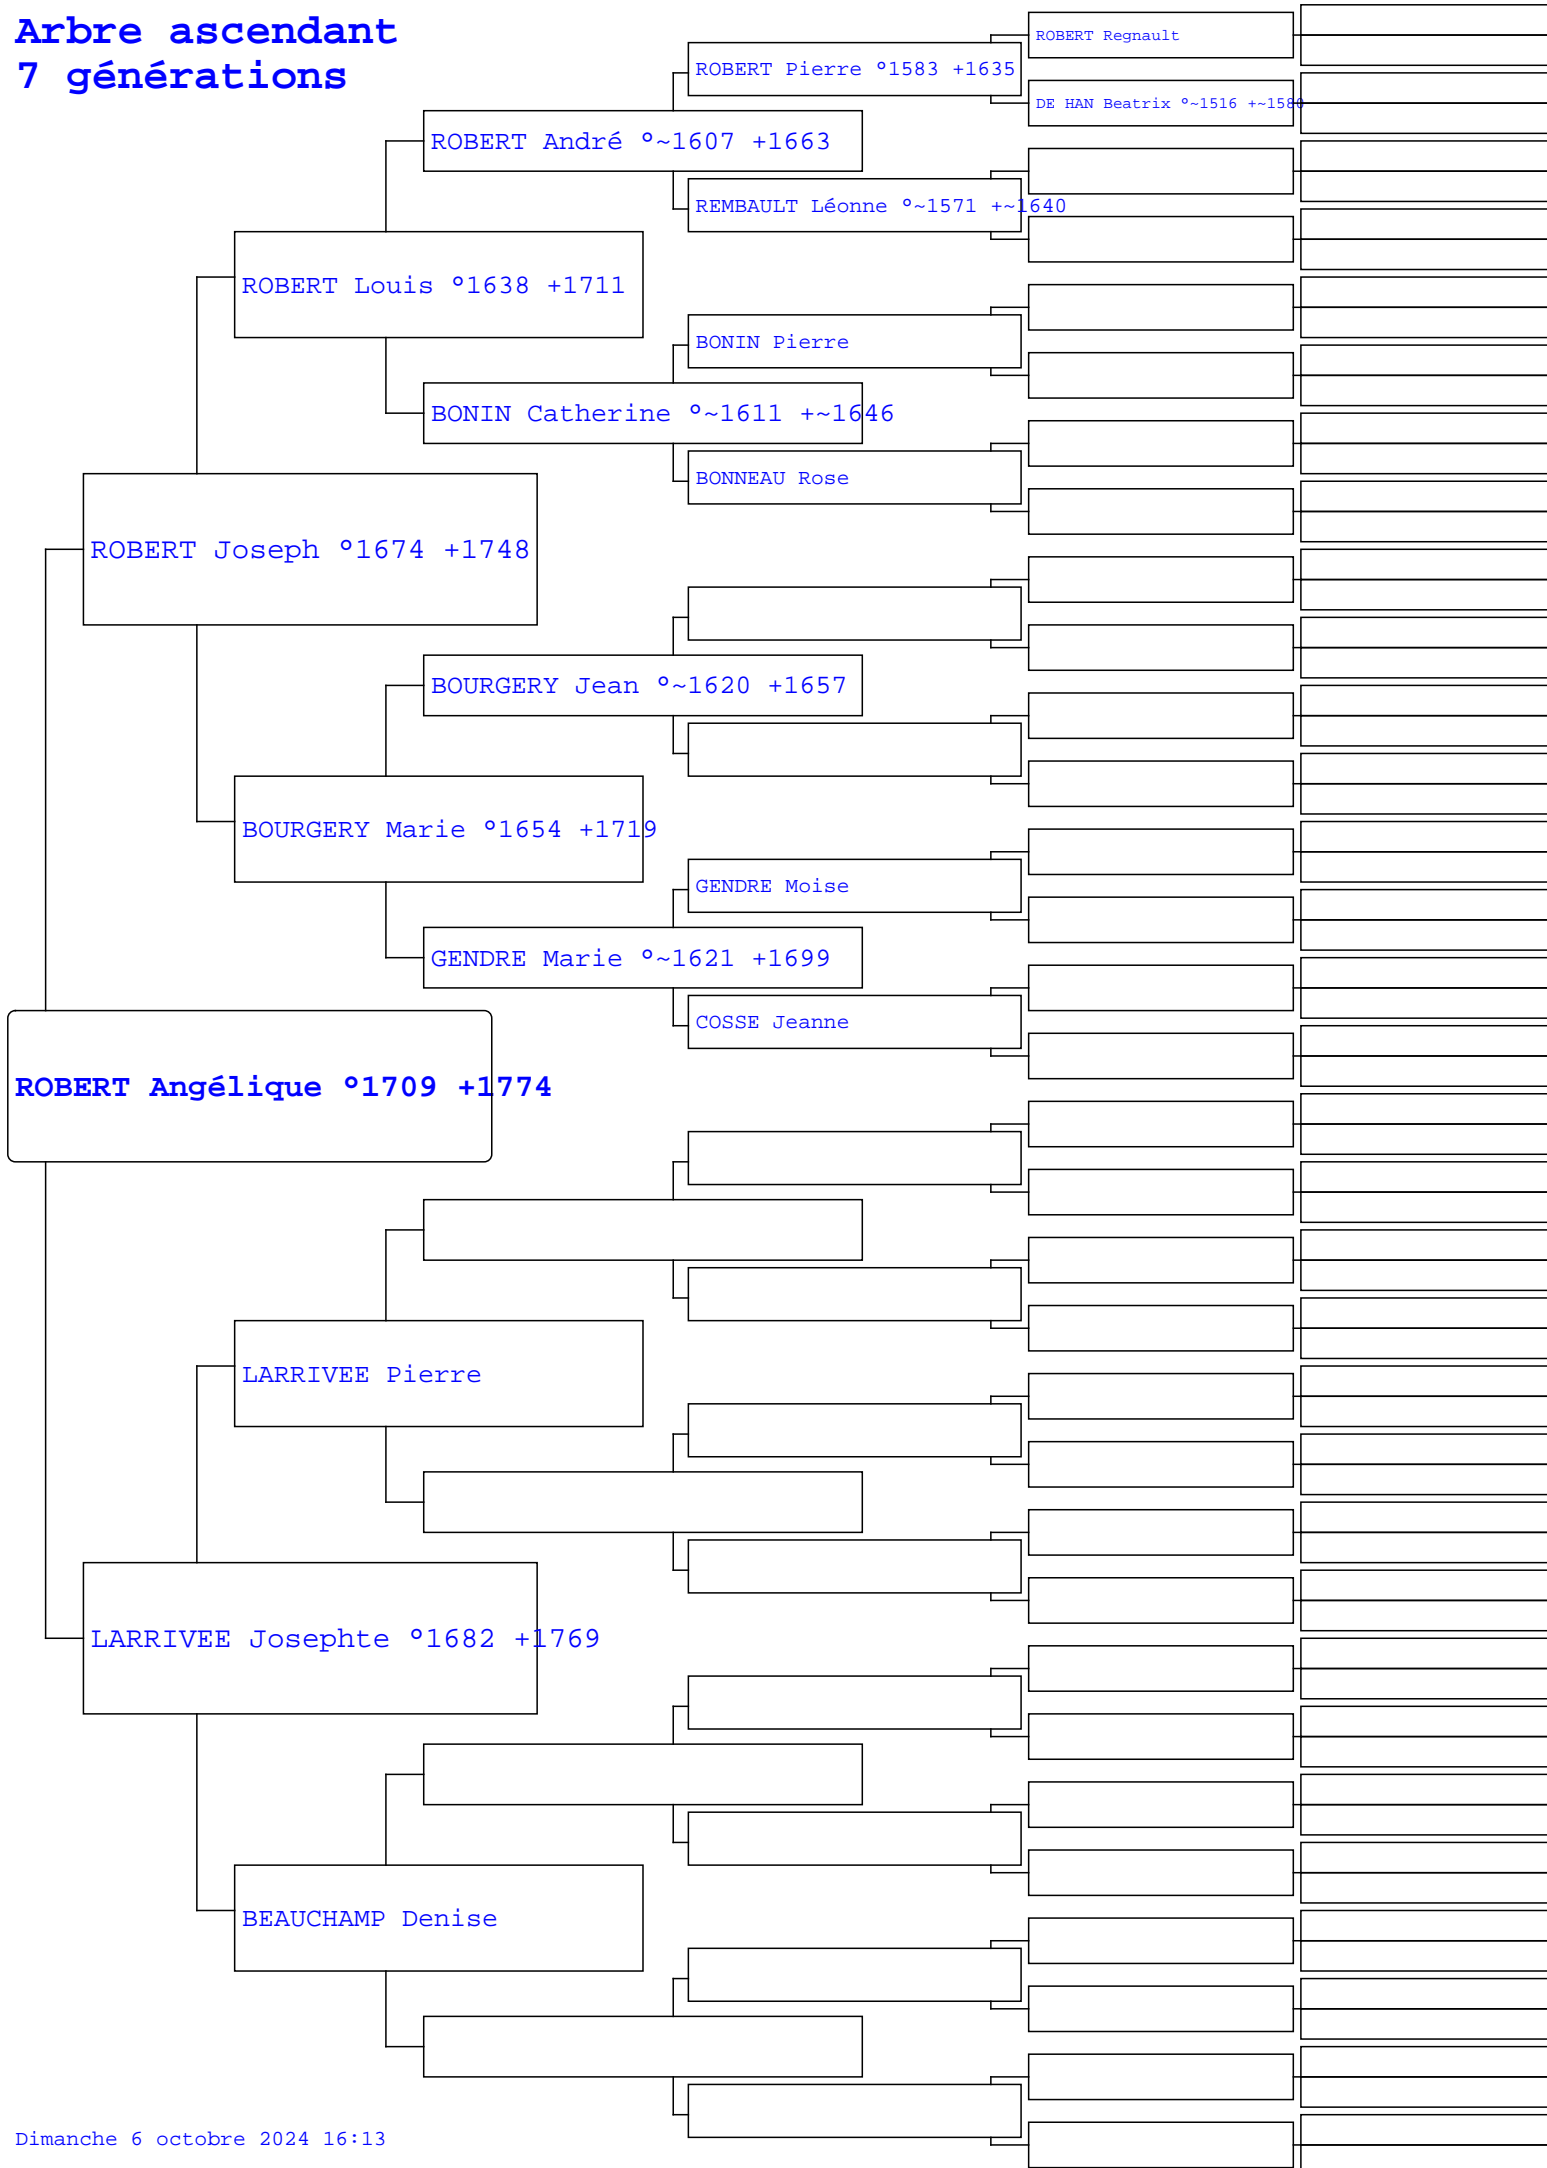 Arbre ascendant
7 générations
ROBERT Regnault
ROBERT Pierre °1583 +1635
DE HAN Beatrix °~1516 +~1580
ROBERT André °~1607 +1663
REMBAULT Léonne °~1571 +~1640
ROBERT Louis °1638 +1711
BONIN Pierre
BONIN Catherine °~1611 +~1646
BONNEAU Rose
ROBERT Joseph °1674 +1748
BOURGERY Jean °~1620 +1657
BOURGERY Marie °1654 +1719
GENDRE Moise
GENDRE Marie °~1621 +1699
COSSE Jeanne
ROBERT Angélique °1709 +1774
LARRIVEE Pierre
LARRIVEE Josephte °1682 +1769
BEAUCHAMP Denise
Dimanche 6 octobre 2024 16:13